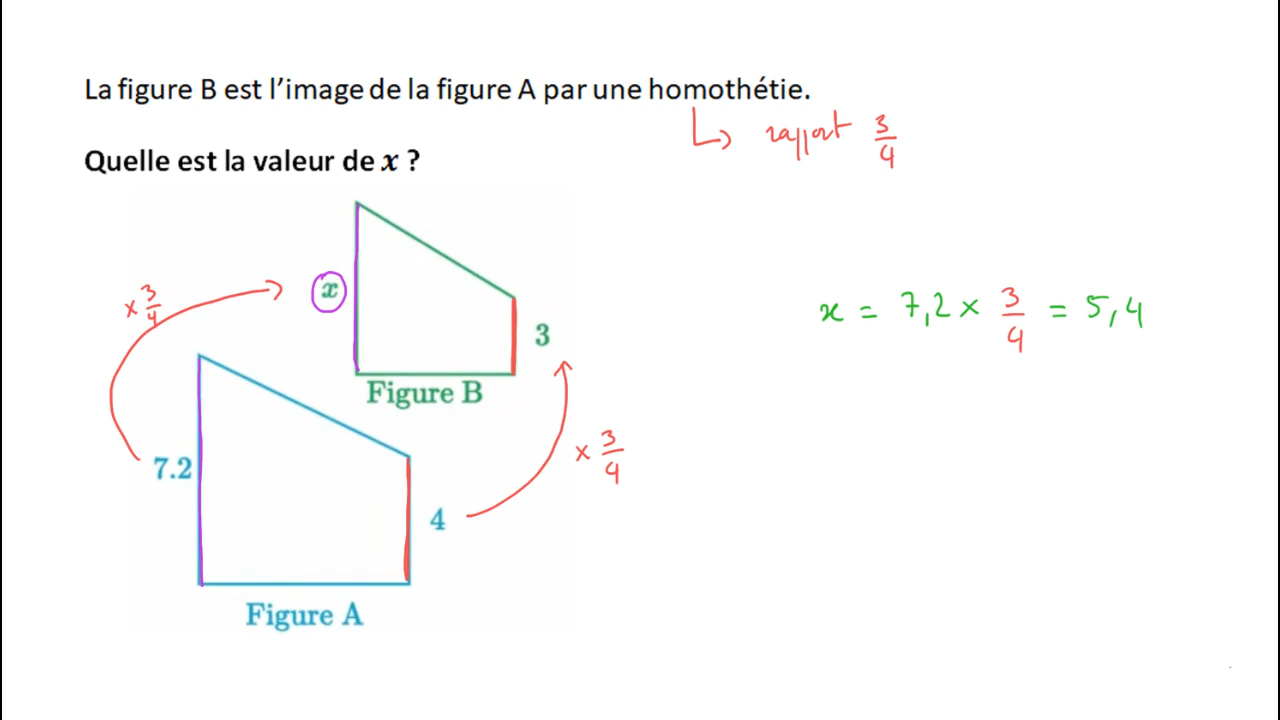 La figure B est l’image de la figure A par une homothétie.
↳ rapport 3/4
Quelle est la valeur de x ?
x
× 3/4
x = 7,2 × 3/4 = 5,4
3
Figure B
× 3/4
7.2
4
Figure A